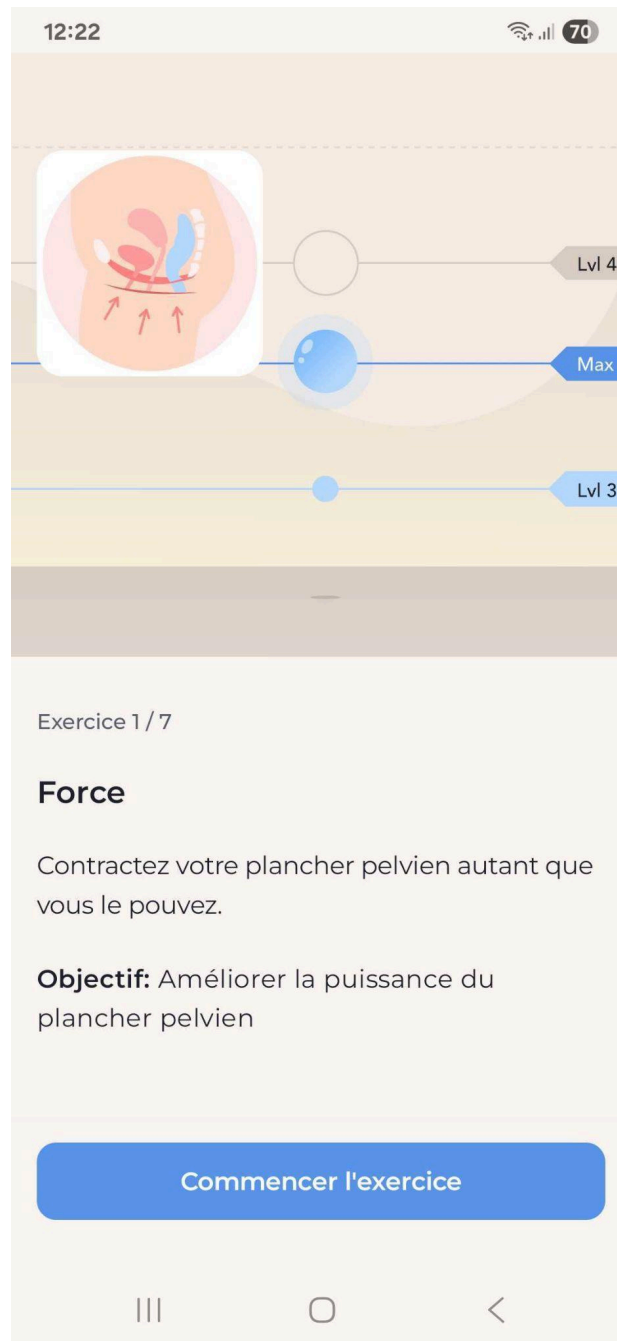 12:22
70
Lvl 4
Max
Lvl 3
Exercice 1 / 7
Force
Contractez votre plancher pelvien autant que
vous le pouvez.
Objectif: Améliorer la puissance du
plancher pelvien
Commencer l'exercice